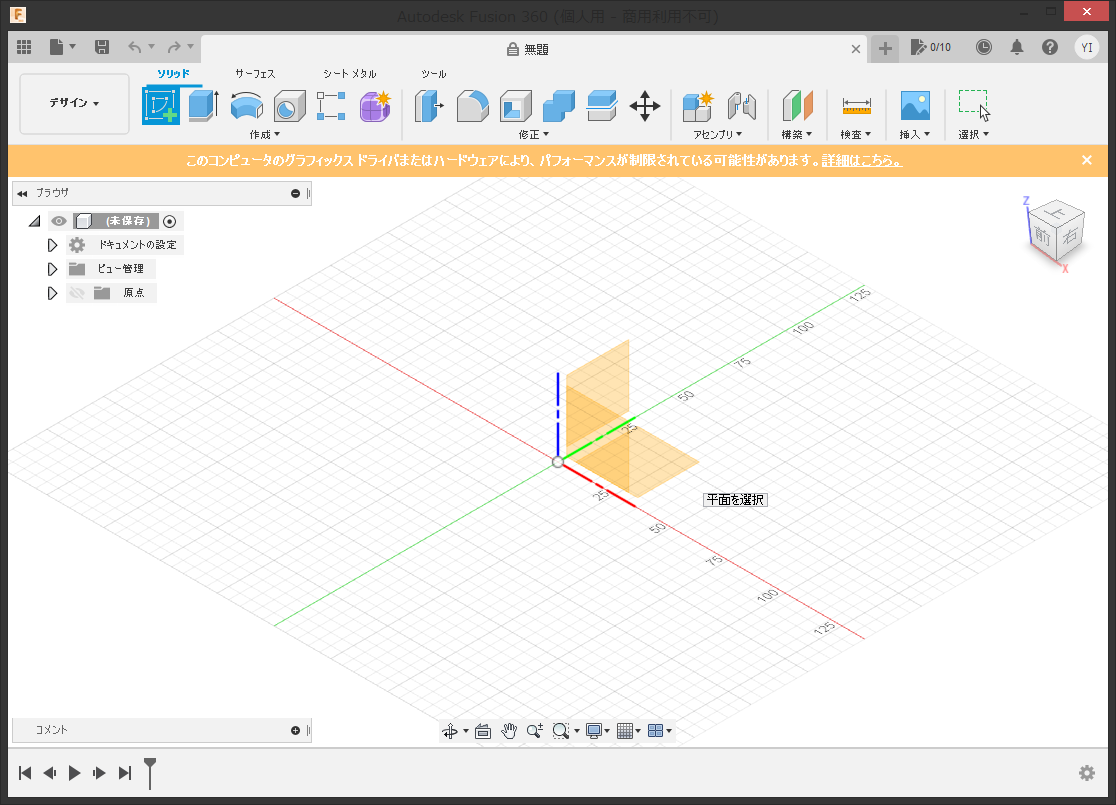 Autodesk Fusion 360 (個人用 - 商用利用不可)
無題
0/10
YI
デザイン
ソリッド サーフェス シート メタル ツール
作成 修正 アセンブリ 構築 検査 挿入 選択
このコンピュータのグラフィックス ドライバまたはハードウェアにより、パフォーマンスが制限されている可能性があります。詳細はこちら。
ブラウザ
(未保存)
ドキュメントの設定
ビュー管理
原点
Z
上
前
右
X
125
100
75
50
25
25
50
75
100
125
平面を選択
コメント